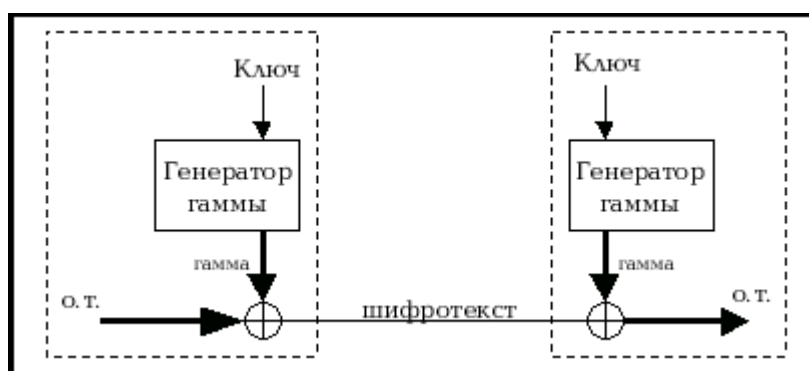 Ключ
Генератор
гаммы
гамма
о.т.
шифротекст
Ключ
Генератор
гаммы
гамма
о.т.